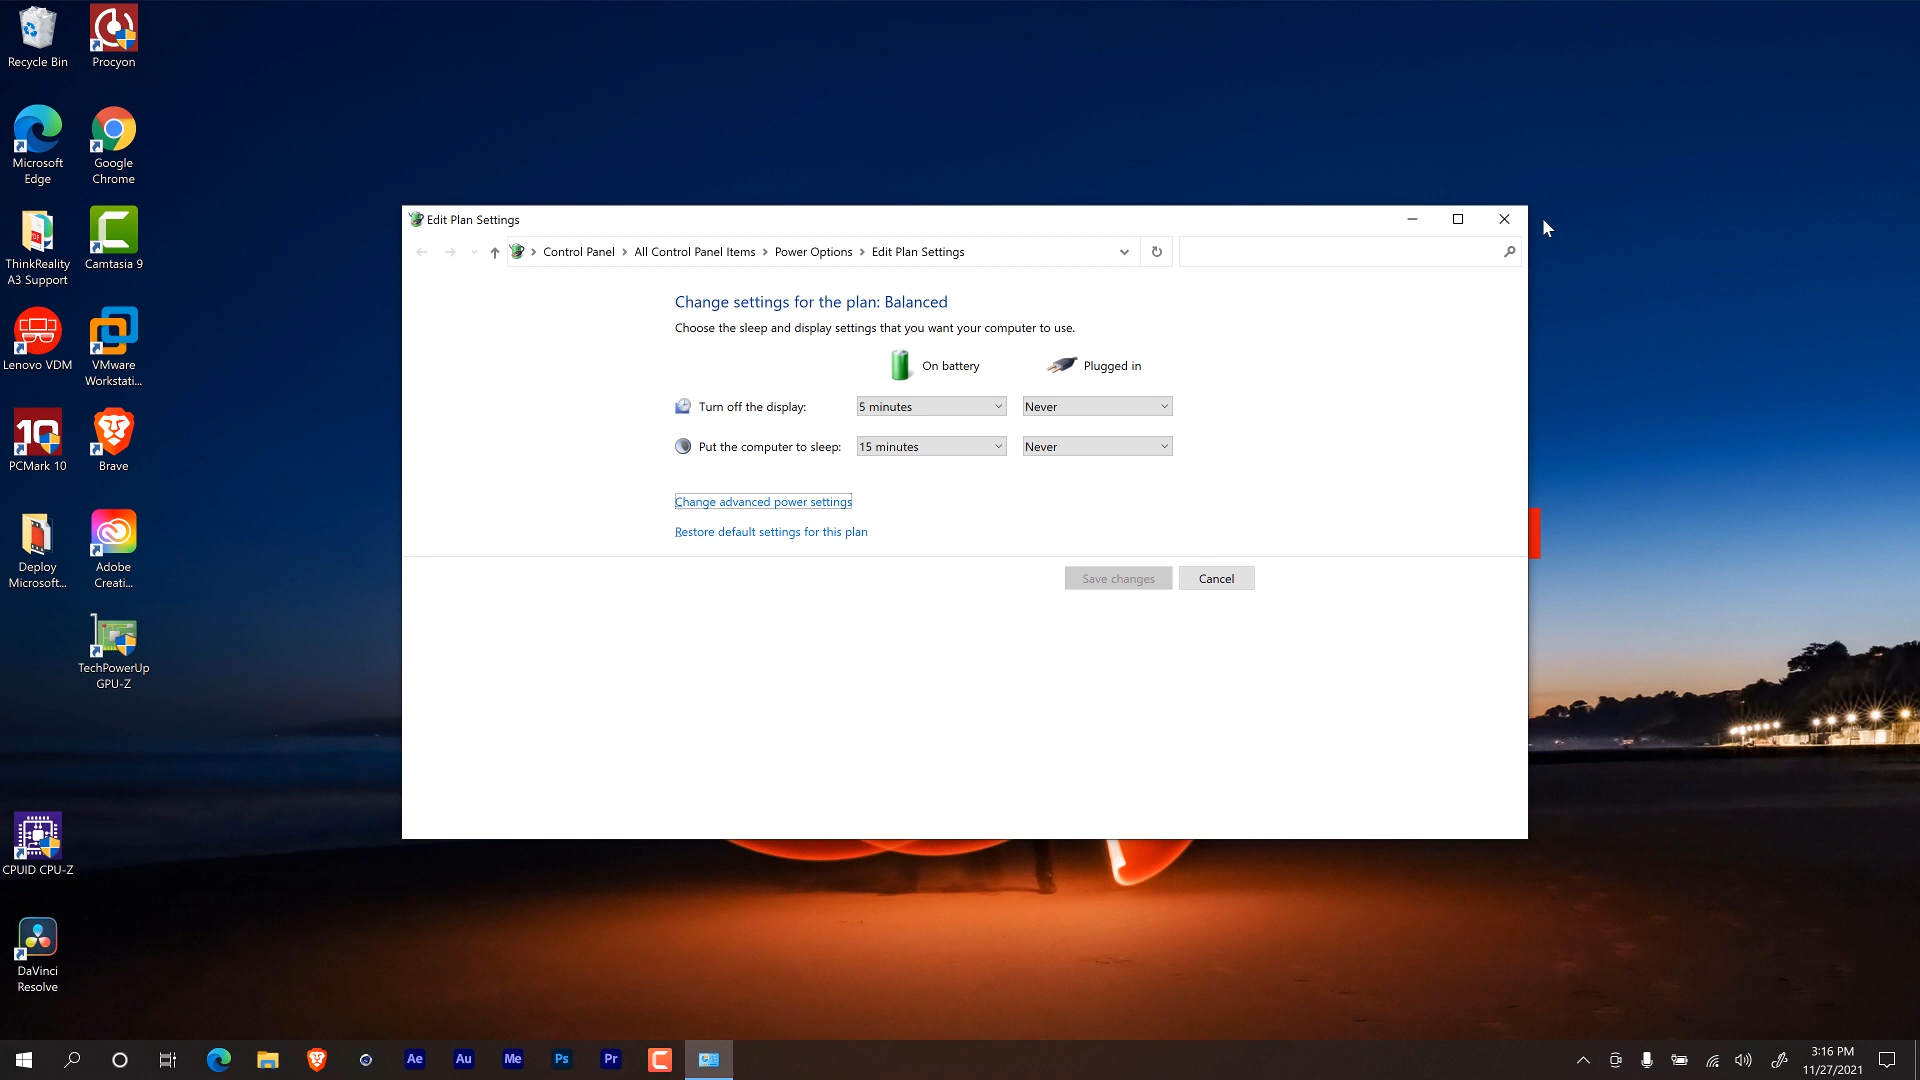 Recycle Bin
Procyon
Microsoft
Edge
Google
Chrome
ThinkReality
A3 Support
Camtasia 9
Lenovo VDM
VMware
Workstati...
10
PCMark 10
Brave
Deploy
Microsoft...
Adobe
Creati...
TechPowerUp
GPU-Z
CPUID CPU-Z
DaVinci
Resolve
Edit Plan Settings
Control Panel > All Control Panel Items > Power Options > Edit Plan Settings
Change settings for the plan: Balanced
Choose the sleep and display settings that you want your computer to use.
On battery
Plugged in
Turn off the display:
5 minutes
Never
Put the computer to sleep:
15 minutes
Never
Change advanced power settings
Restore default settings for this plan
Save changes
Cancel
Ae
Au
Me
Ps
Pr
3:16 PM
11/27/2021